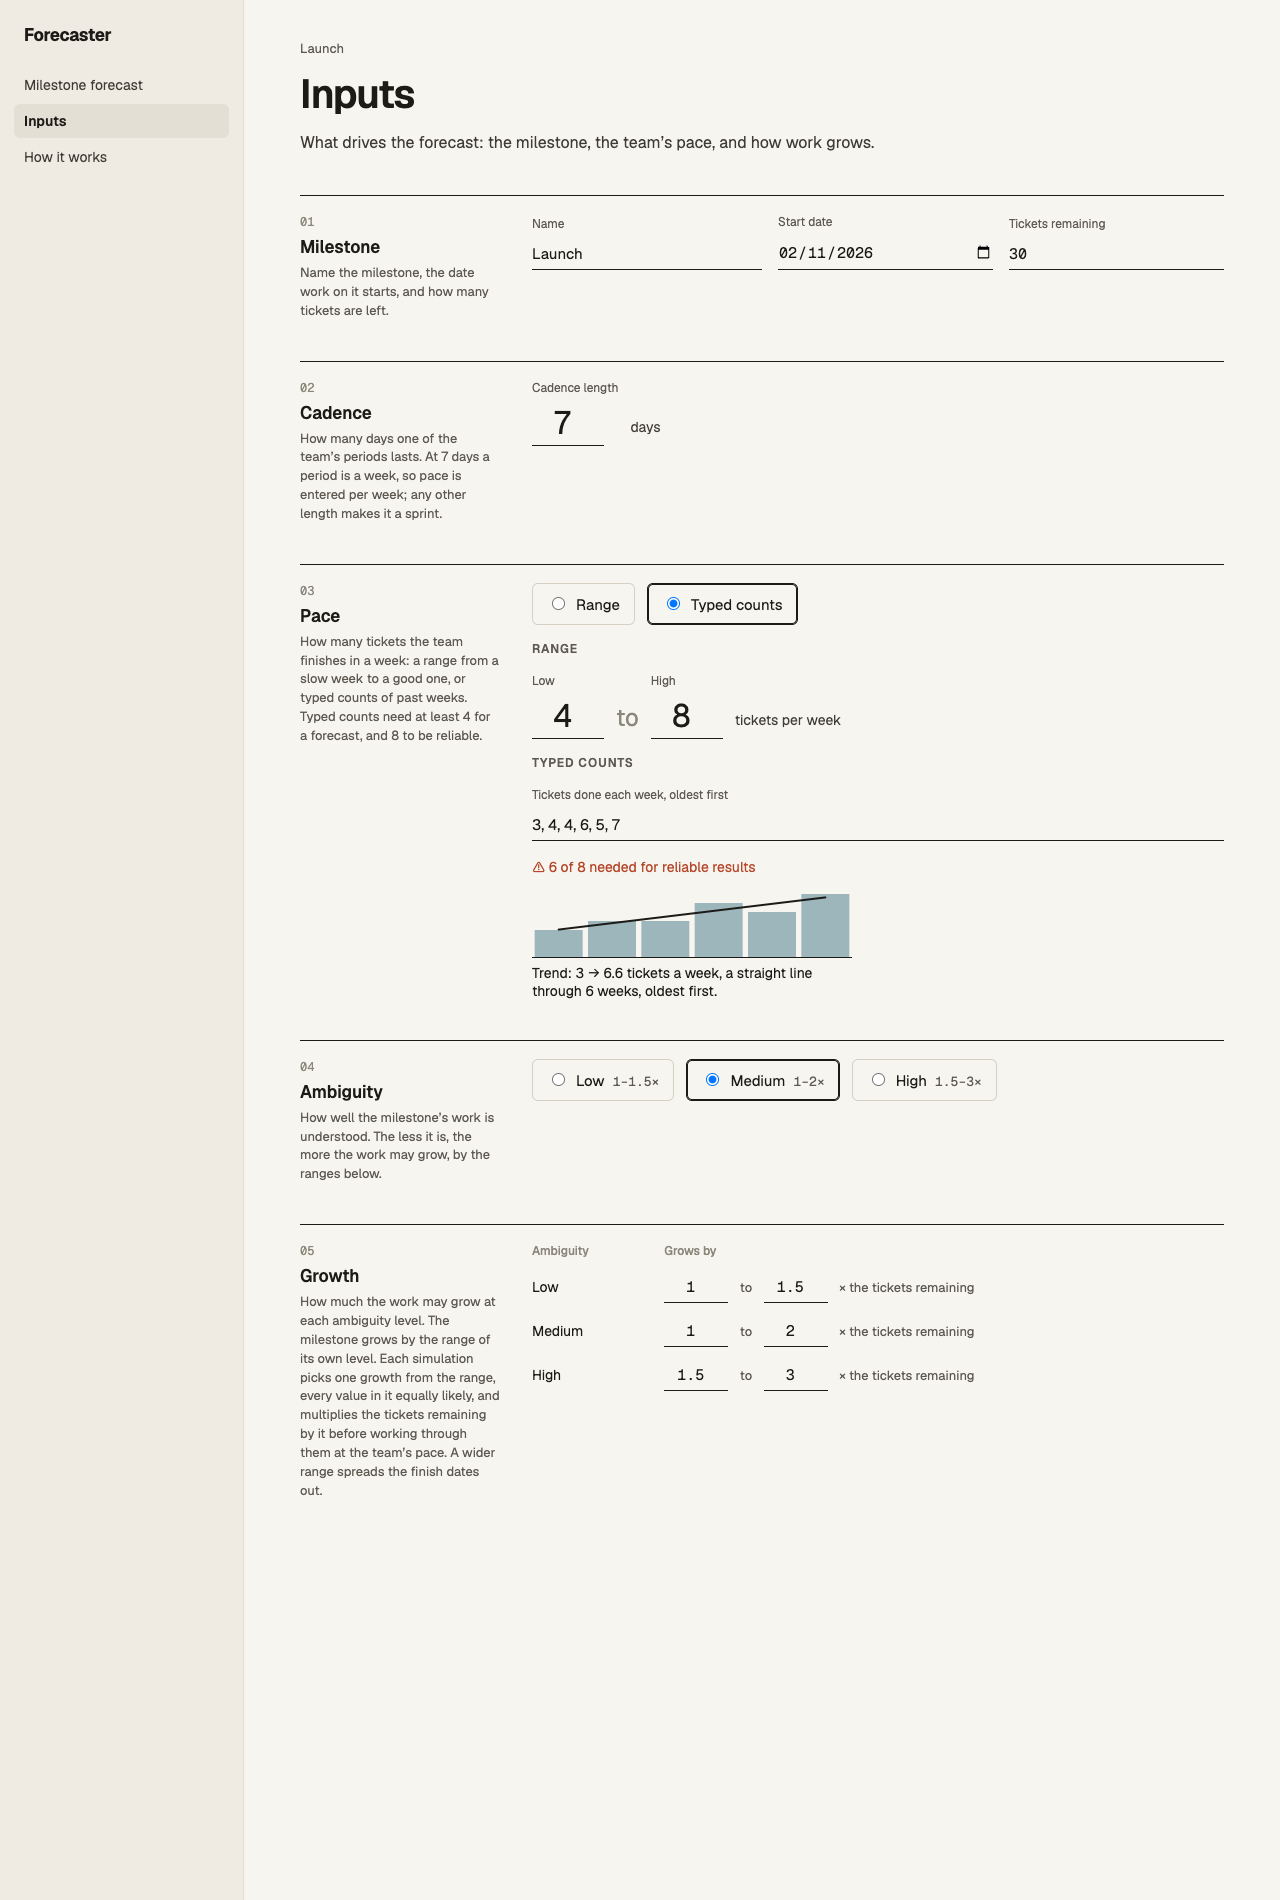 Forecaster
Milestone forecast
Inputs
How it works
Launch
Inputs
What drives the forecast: the milestone, the team’s pace, and how work grows.
01
Milestone
Name the milestone, the date
work on it starts, and how many
tickets are left.
Name
Launch
Start date
02/11/2026
Tickets remaining
30
02
Cadence
How many days one of the
team’s periods lasts. At 7 days a
period is a week, so pace is
entered per week; any other
length makes it a sprint.
Cadence length
7 days
03
Pace
How many tickets the team
finishes in a week: a range from a
slow week to a good one, or
typed counts of past weeks.
Typed counts need at least 4 for
a forecast, and 8 to be reliable.
Range Typed counts
RANGE
Low High
4 to 8 tickets per week
TYPED COUNTS
Tickets done each week, oldest first
3, 4, 4, 6, 5, 7
⚠ 6 of 8 needed for reliable results
Trend: 3 → 6.6 tickets a week, a straight line
through 6 weeks, oldest first.
04
Ambiguity
How well the milestone’s work is
understood. The less it is, the
more the work may grow, by the
ranges below.
Low 1–1.5× Medium 1–2× High 1.5–3×
05
Growth
How much the work may grow at
each ambiguity level. The
milestone grows by the range of
its own level. Each simulation
picks one growth from the range,
every value in it equally likely, and
multiplies the tickets remaining
by it before working through
them at the team’s pace. A wider
range spreads the finish dates
out.
Ambiguity Grows by
Low 1 to 1.5 × the tickets remaining
Medium 1 to 2 × the tickets remaining
High 1.5 to 3 × the tickets remaining